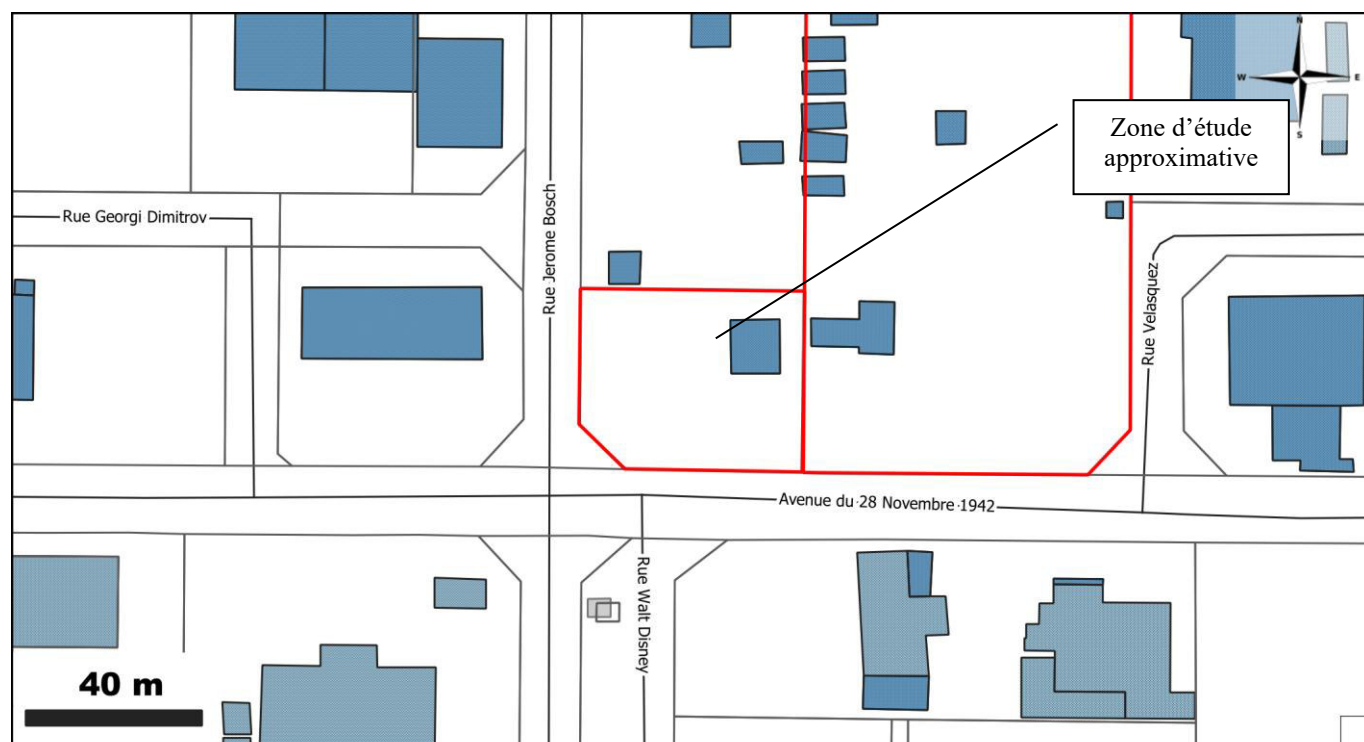 N
W E
S
Zone d’étude
approximative
Rue Georgi Dimitrov
Rue Jerome Bosch
Rue Velasquez
Avenue du 28 Novembre 1942
Rue Walt Disney
40 m